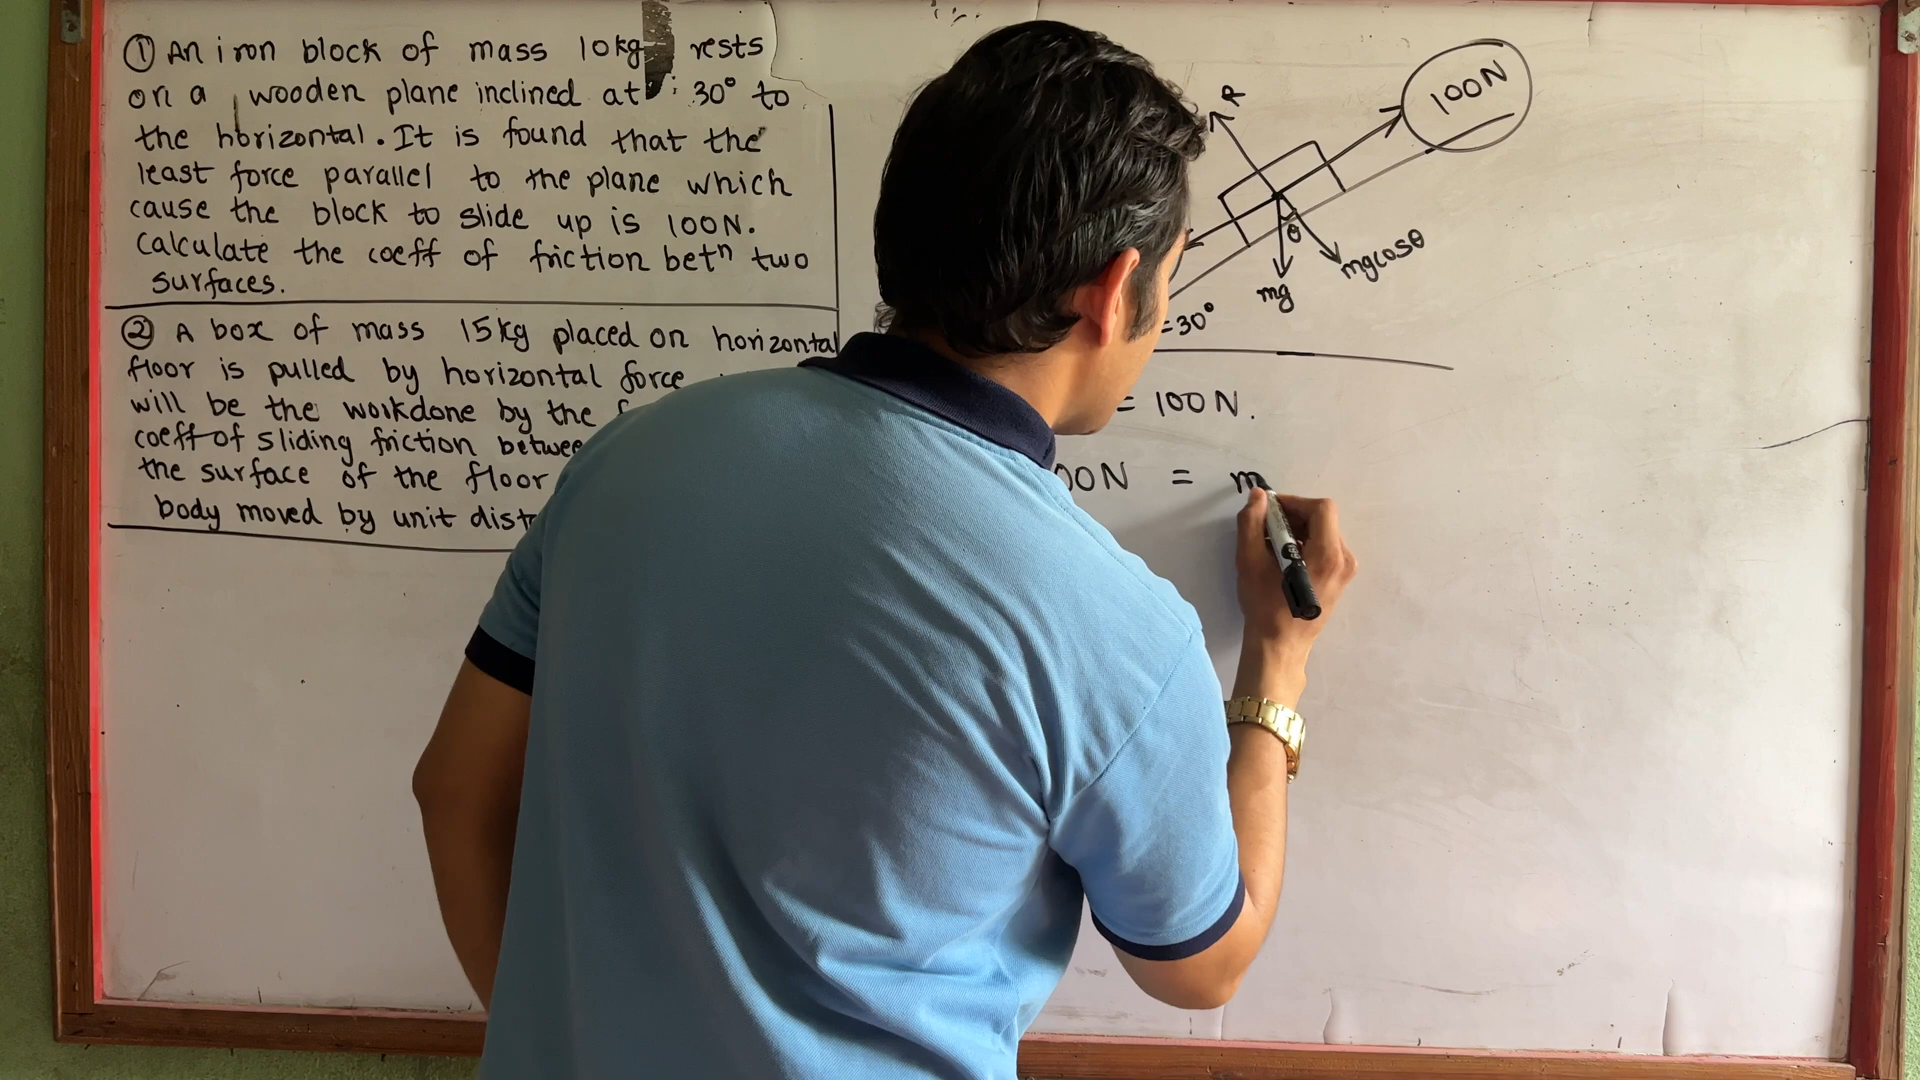 ① An iron block of mass 10kg rests
on a wooden plane inclined at 30° to
the horizontal. It is found that the
least force parallel to the plane which
cause the block to slide up is 100N.
Calculate the coeff of friction betⁿ two
surfaces.
② A box of mass 15kg placed on horizontal
floor is pulled by horizontal force
will be the workdone by the
coeff of sliding friction
the surface of the floor
body moved by unit
R
100N
θ
mg
mgcosθ
=30°
= 100N.
00N = m